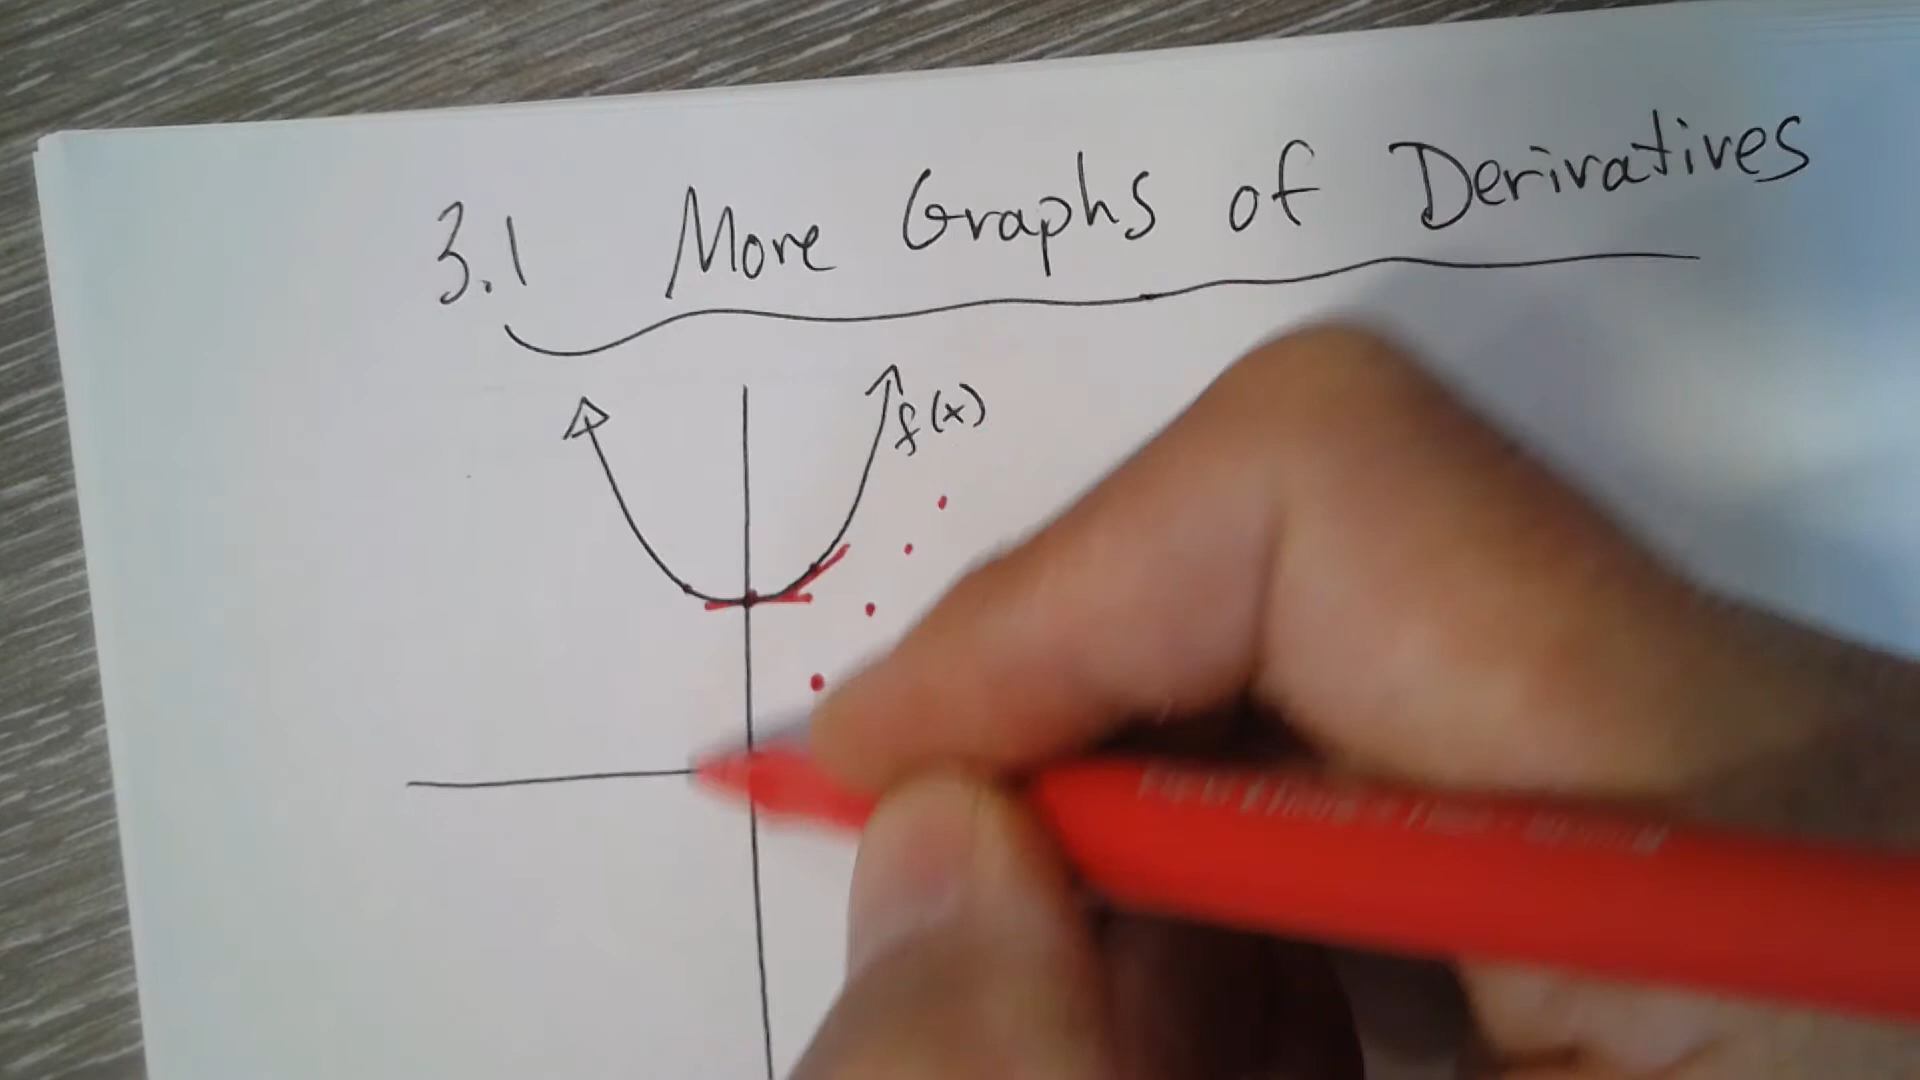 3.1 More Graphs of Derivatives
f(x)